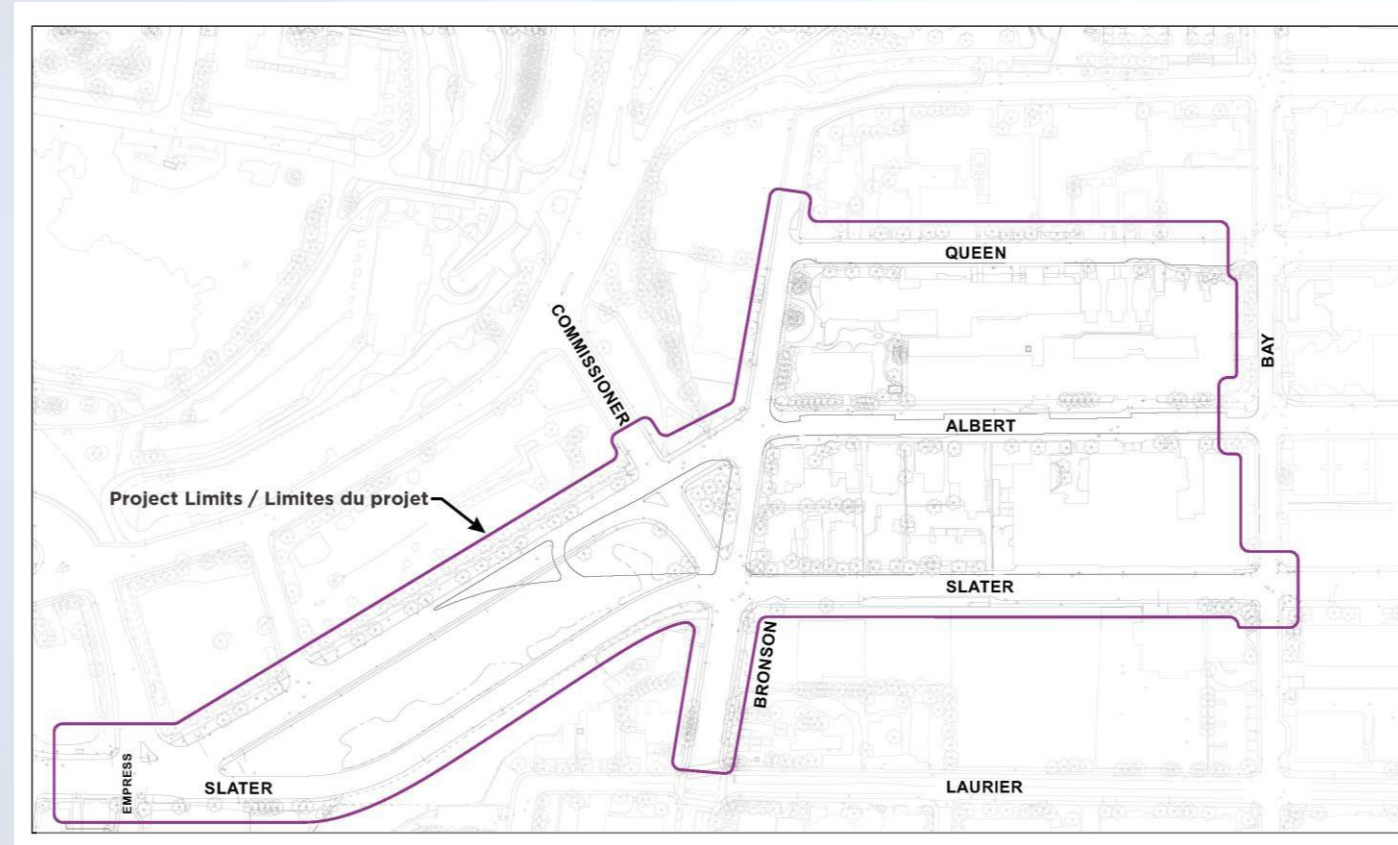 QUEEN
COMMISSIONER
BAY
ALBERT
Project Limits / Limites du projet
SLATER
BRONSON
EMPRESS
SLATER
LAURIER